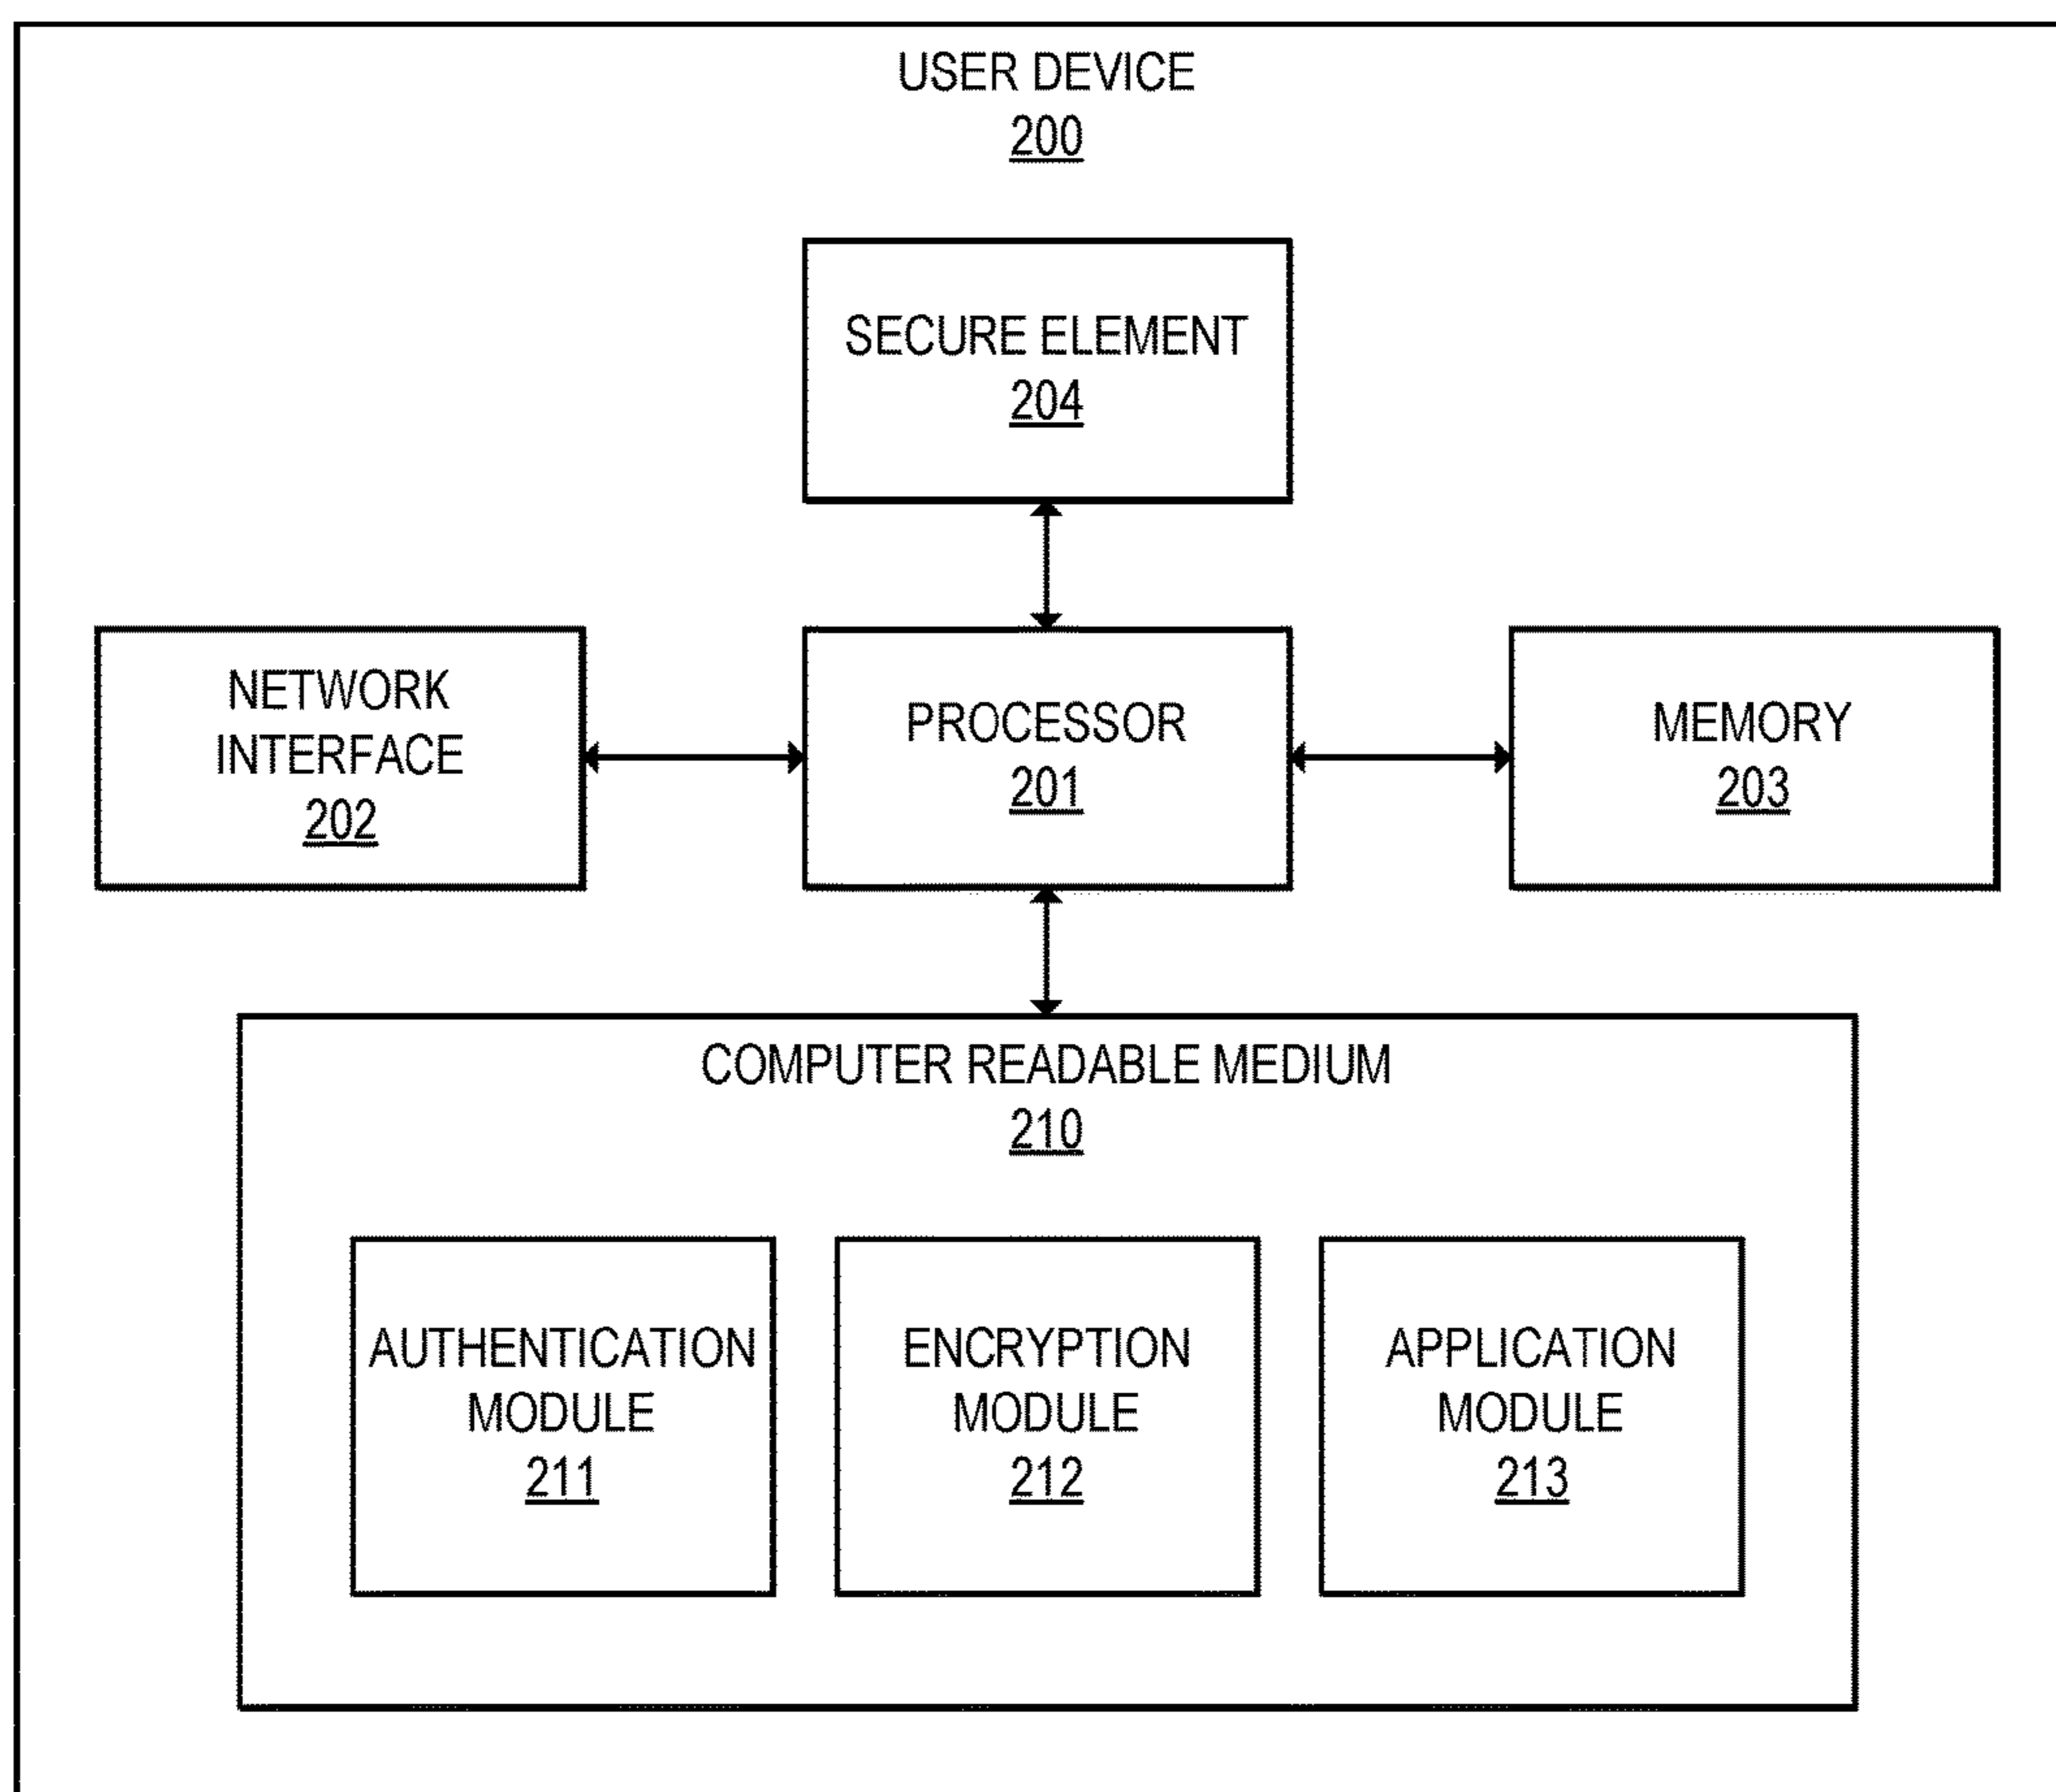 USER DEVICE
200
SECURE ELEMENT
204
NETWORK
INTERFACE
202
PROCESSOR
201
MEMORY
203
COMPUTER READABLE MEDIUM
210
AUTHENTICATION
MODULE
211
ENCRYPTION
MODULE
212
APPLICATION
MODULE
213